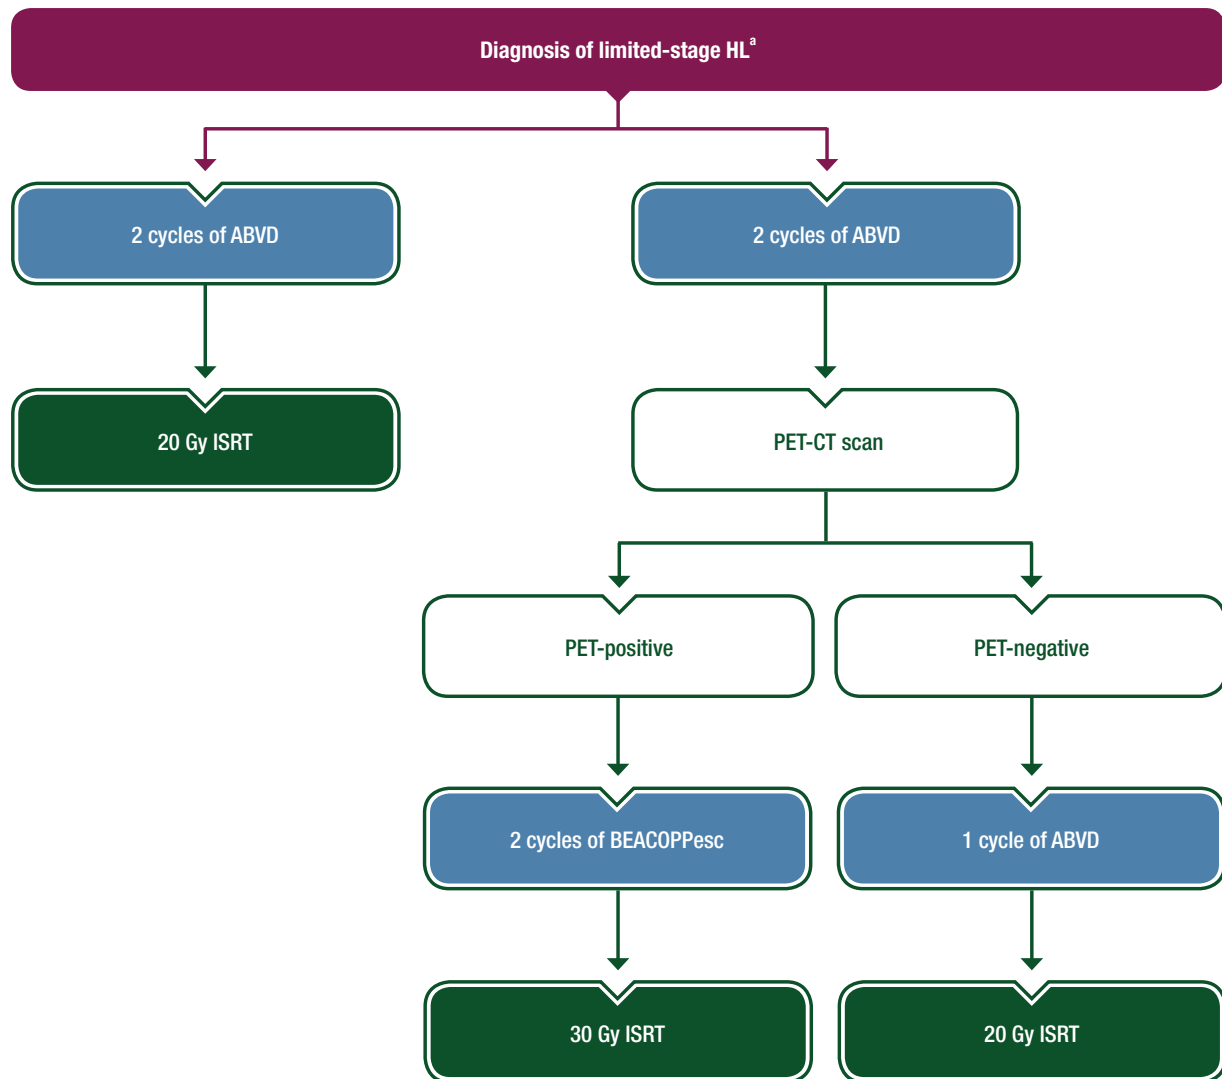 Diagnosis of limited-stage HLa
2 cycles of ABVD
2 cycles of ABVD
20 Gy ISRT
PET-CT scan
PET-positive
PET-negative
2 cycles of BEACOPPesc
1 cycle of ABVD
30 Gy ISRT
20 Gy ISRT